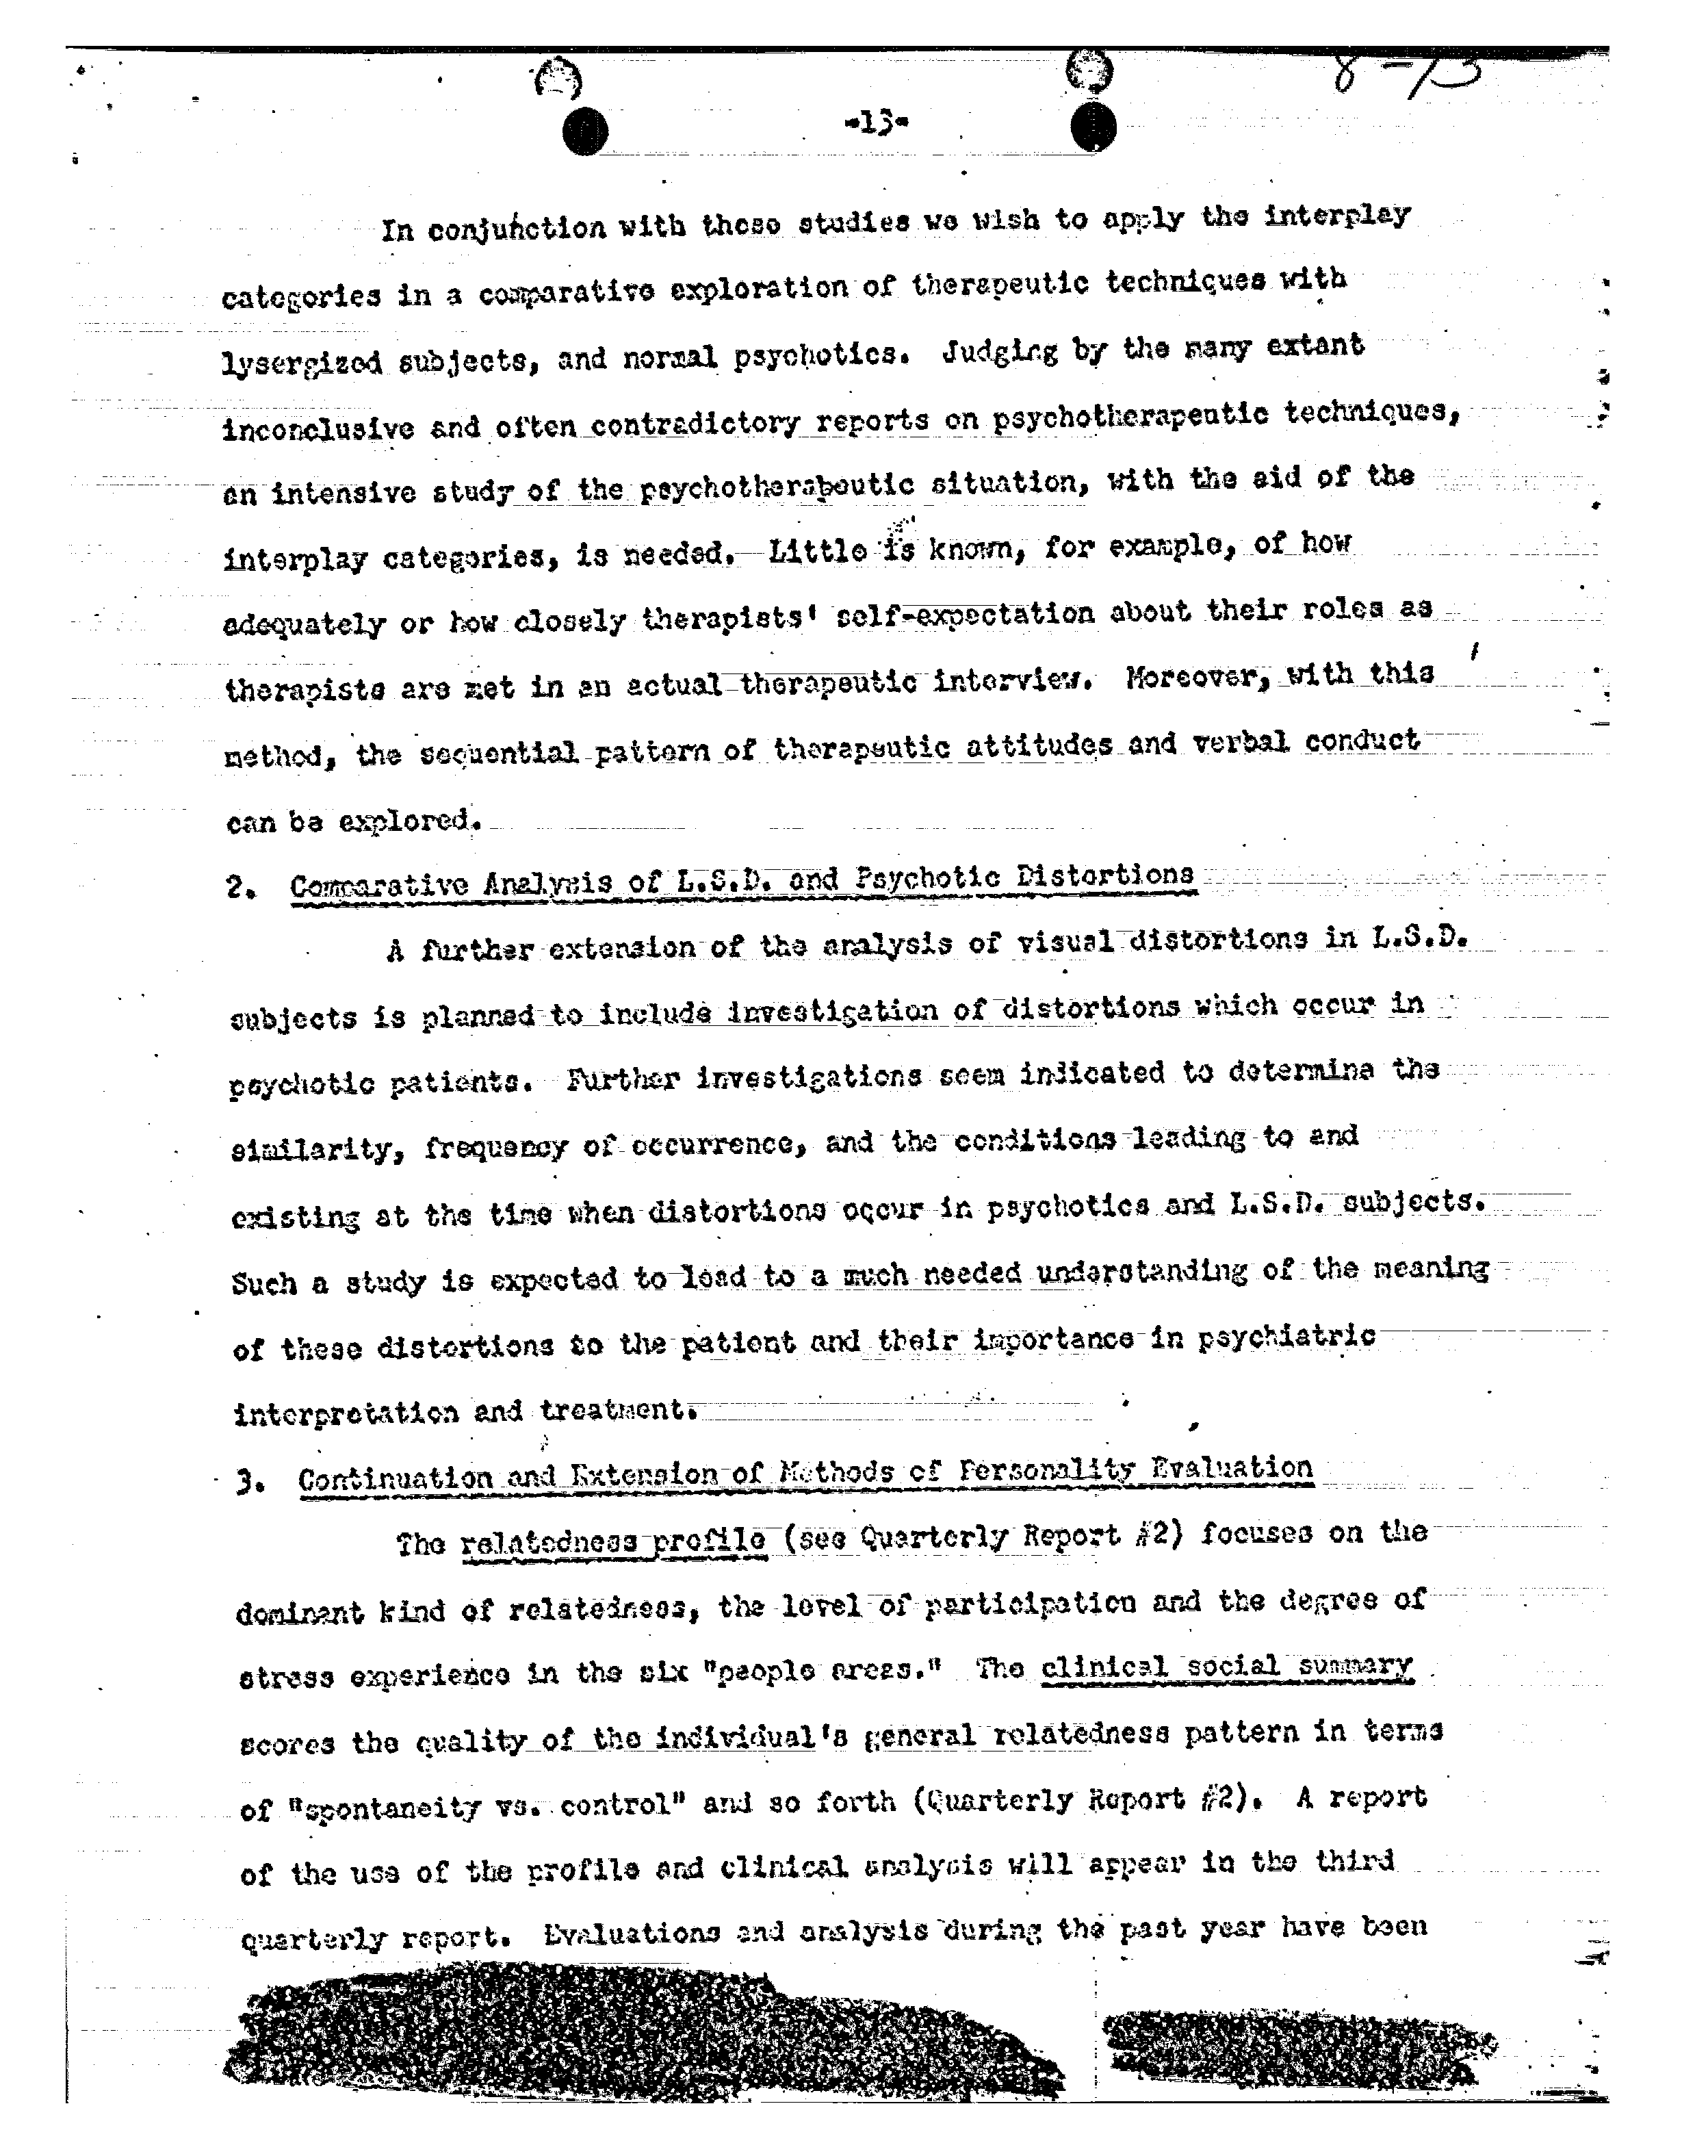 8-13
-13-
In conjunction with these studies we wish to apply the interplay
categories in a comparative exploration of therapeutic techniques with
lysergized subjects, and normal psychotics. Judging by the many extant
inconclusive and often contradictory reports on psychotherapeutic techniques,
an intensive study of the psychotherapeutic situation, with the aid of the
interplay categories, is needed. Little is known, for example, of how
adequately or how closely therapists' self-expectation about their roles as
therapists are met in an actual therapeutic interview. Moreover, with this
method, the sequential pattern of therapeutic attitudes and verbal conduct
can be explored.
2. Comparative Analysis of L.S.D. and Psychotic Distortions
A further extension of the analysis of visual distortions in L.S.D.
subjects is planned to include investigation of distortions which occur in
psychotic patients. Further investigations seem indicated to determine the
similarity, frequency of occurrence, and the conditions leading to and
existing at the time when distortions occur in psychotics and L.S.D. subjects.
Such a study is expected to lead to a much needed understanding of the meaning
of these distortions to the patient and their importance in psychiatric
interpretation and treatment.
3. Continuation and Extension of Methods of Personality Evaluation
The relatedness profile (see Quarterly Report #2) focuses on the
dominant kind of relatedness, the level of participation and the degree of
stress experience in the six "people areas." The clinical social summary
scores the quality of the individual's general relatedness pattern in terms
of "spontaneity vs. control" and so forth (Quarterly Report #2). A report
of the use of the profile and clinical analysis will appear in the third
quarterly report. Evaluations and analysis during the past year have been